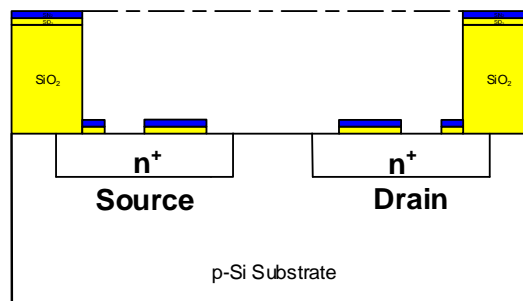 SiO₂
SiO₂
n⁺
n⁺
Source
Drain
p-Si Substrate